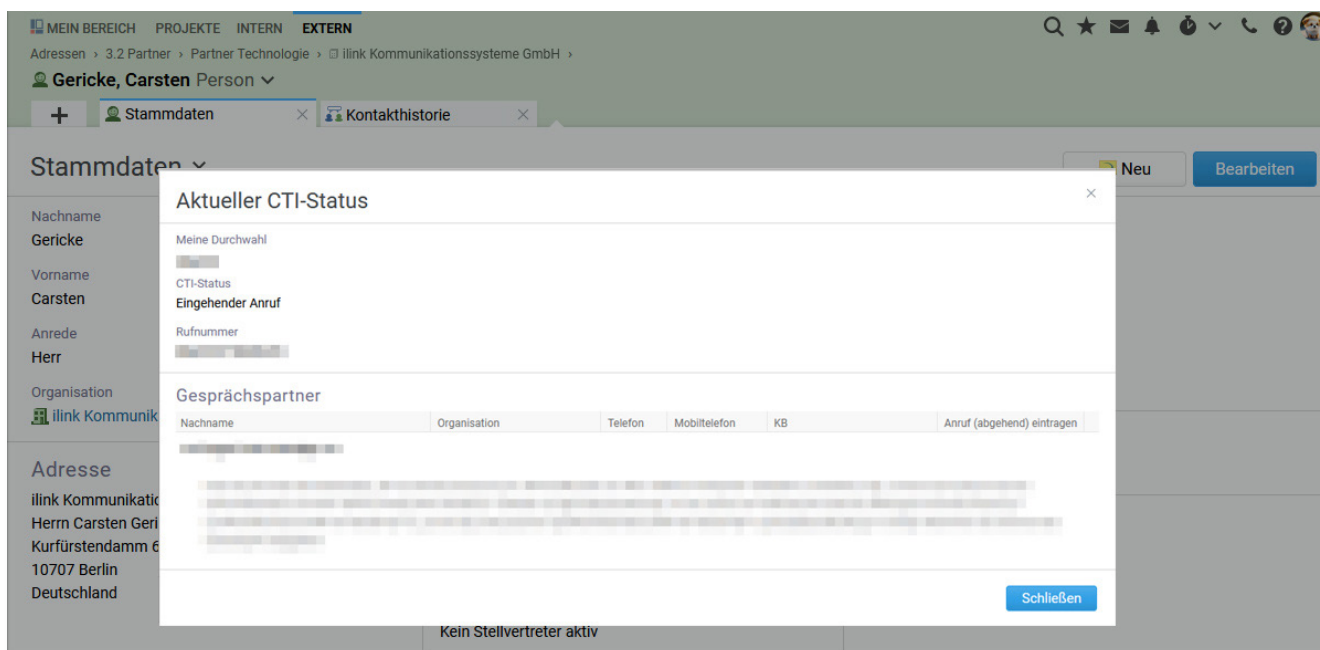 MEIN BEREICH PROJEKTE INTERN EXTERN
Adressen › 3.2 Partner › Partner Technologie › ilink Kommunikationssysteme GmbH ›
Gericke, Carsten Person
Stammdaten × Kontakthistorie ×
Stammdaten
Neu Bearbeiten
Nachname
Gericke
Vorname
Carsten
Anrede
Herr
Organisation
ilink Kommunik
Adresse
ilink Kommunikatio
Herrn Carsten Geri
Kurfürstendamm 6
10707 Berlin
Deutschland
Aktueller CTI-Status ×
Meine Durchwahl
CTI-Status
Eingehender Anruf
Rufnummer
Gesprächspartner
Nachname Organisation Telefon Mobiltelefon KB Anruf (abgehend) eintragen
Schließen
Kein Stellvertreter aktiv